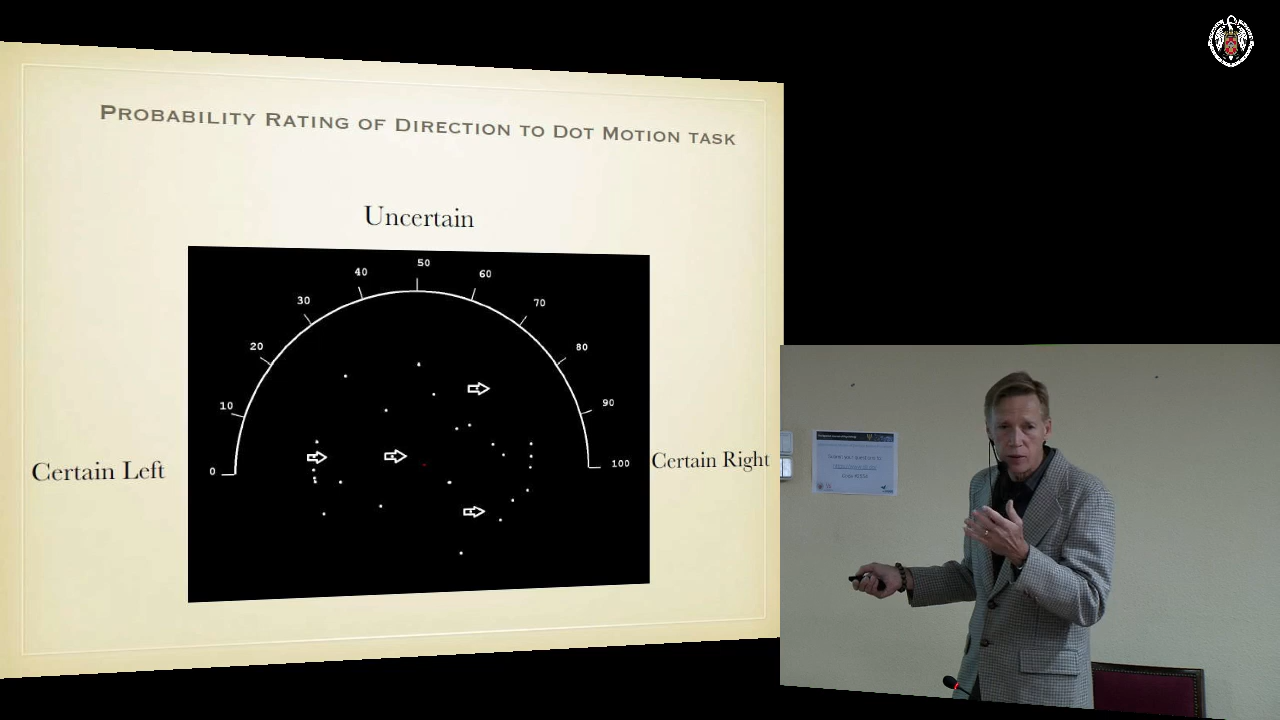 PROBABILITY RATING OF DIRECTION TO DOT MOTION TASK
Uncertain
50
40
60
30
70
20
80
10
90
0
100
Certain Left
Certain Right